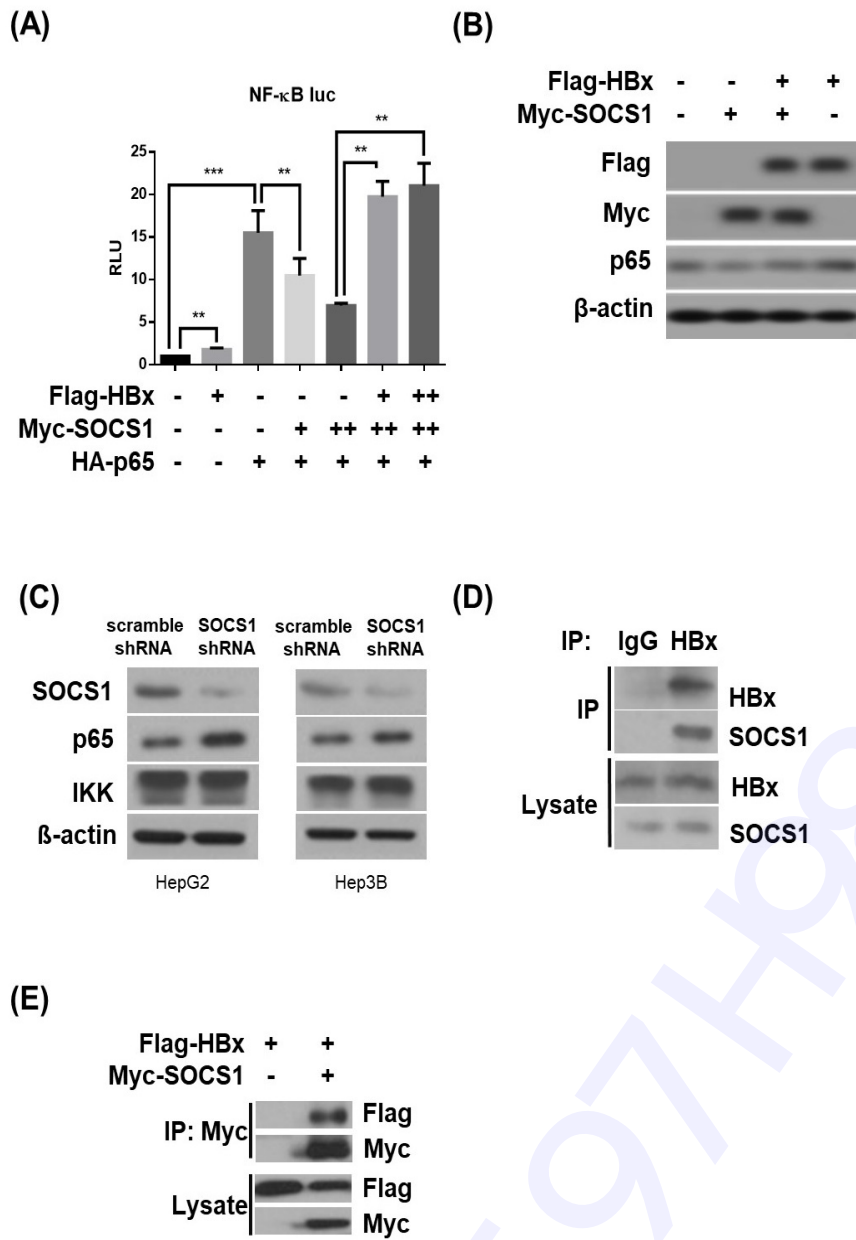 (A)
NF-κB luc
RLU
25
20
15
10
5
0
**
***
**
**
**
Flag-HBx - + - - - + ++
Myc-SOCS1 - - - + ++ ++ ++
HA-p65 - - + + + + +
(B)
Flag-HBx - - + +
Myc-SOCS1 - + + -
Flag
Myc
p65
β-actin
(C)
scramble shRNA SOCS1 shRNA scramble shRNA SOCS1 shRNA
SOCS1
p65
IKK
ß-actin
HepG2 Hep3B
(D)
IP: IgG HBx
IP
HBx
SOCS1
Lysate
HBx
SOCS1
(E)
Flag-HBx + +
Myc-SOCS1 - +
IP: Myc
Flag
Myc
Lysate
Flag
Myc